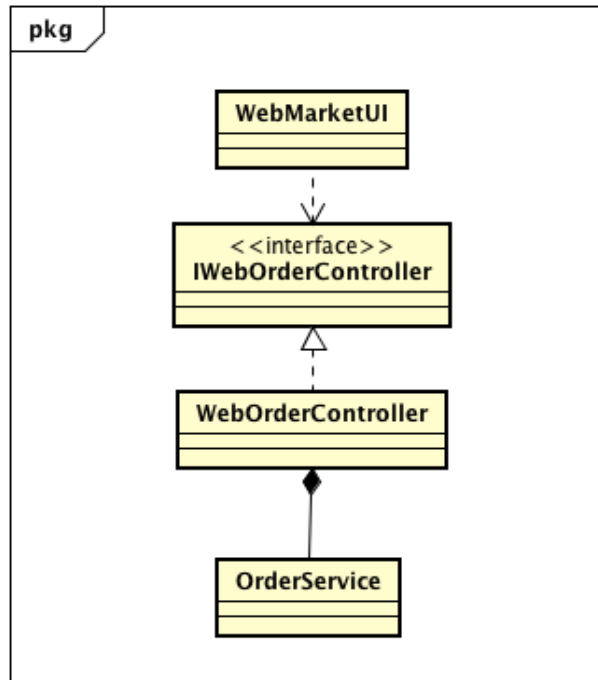 pkg
WebMarketUI
<<interface>>
IWebOrderController
WebOrderController
OrderService